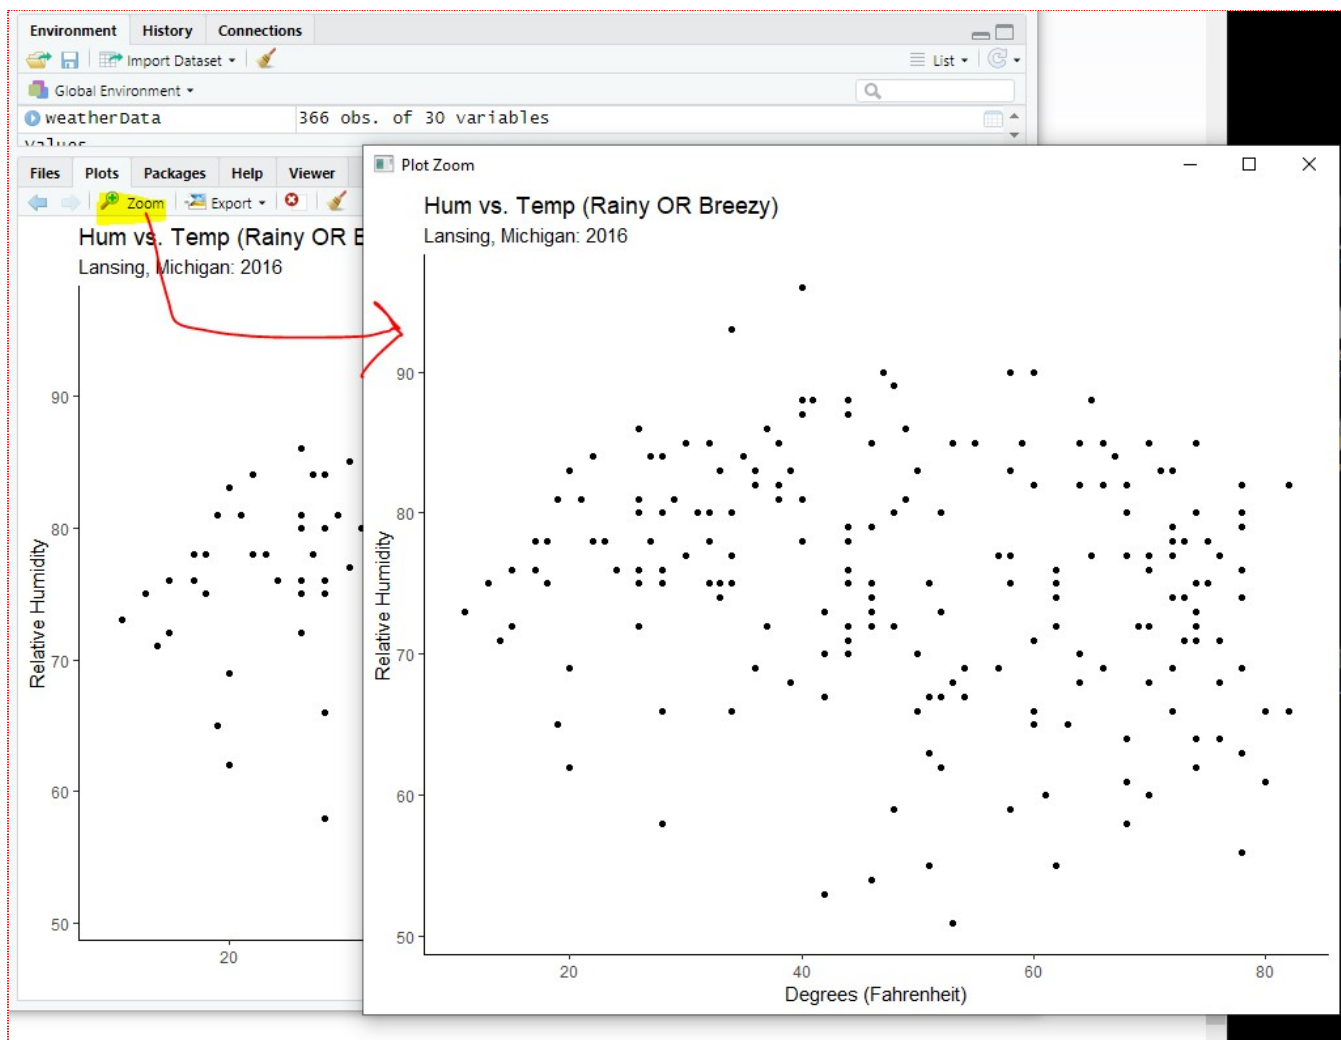 Environment History Connections
Import Dataset List
Global Environment
weatherData 366 obs. of 30 variables
values
Files Plots Packages Help Viewer
Zoom Export
Hum vs. Temp (Rainy OR
Lansing, Michigan: 2016
Relative Humidity
90
80
70
60
50
20
Plot Zoom
Hum vs. Temp (Rainy OR Breezy)
Lansing, Michigan: 2016
Relative Humidity
90
80
70
60
50
20 40 60 80
Degrees (Fahrenheit)